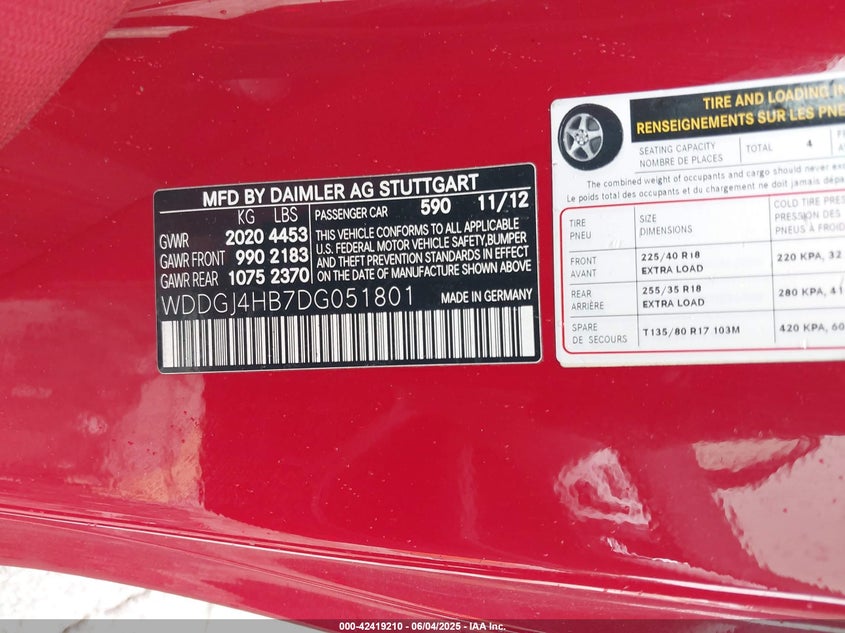 MFD BY DAIMLER AG STUTTGART
KG LBS PASSENGER CAR 590 11/12
GVWR 2020 4453
GAWR FRONT 990 2183
GAWR REAR 1075 2370
THIS VEHICLE CONFORMS TO ALL APPLICABLE
U.S. FEDERAL MOTOR VEHICLE SAFETY,BUMPER
AND THEFT PREVENTION STANDARDS IN EFFECT
ON THE DATE OF MANUFACTURE SHOWN ABOVE.
WDDGJ4HB7DG051801 MADE IN GERMANY
TIRE AND LOADING IN
RENSEIGNEMENTS SUR LES PNE
SEATING CAPACITY
NOMBRE DE PLACES
TOTAL 4
The combined weight of occupants and cargo should never exc
Le poids total des occupants et du chargement ne doit jamais dépa
TIRE
PNEU
SIZE
DIMENSIONS
COLD TIRE PRES
PRESSION DES
PNEUS À FROID
FRONT
AVANT
225/40 R18
EXTRA LOAD
220 KPA, 32
REAR
ARRIÈRE
255/35 R18
EXTRA LOAD
280 KPA, 41
SPARE
DE SECOURS
T135/80 R17 103M
420 KPA, 60
000-42419210 - 06/04/2025 - IAA Inc.